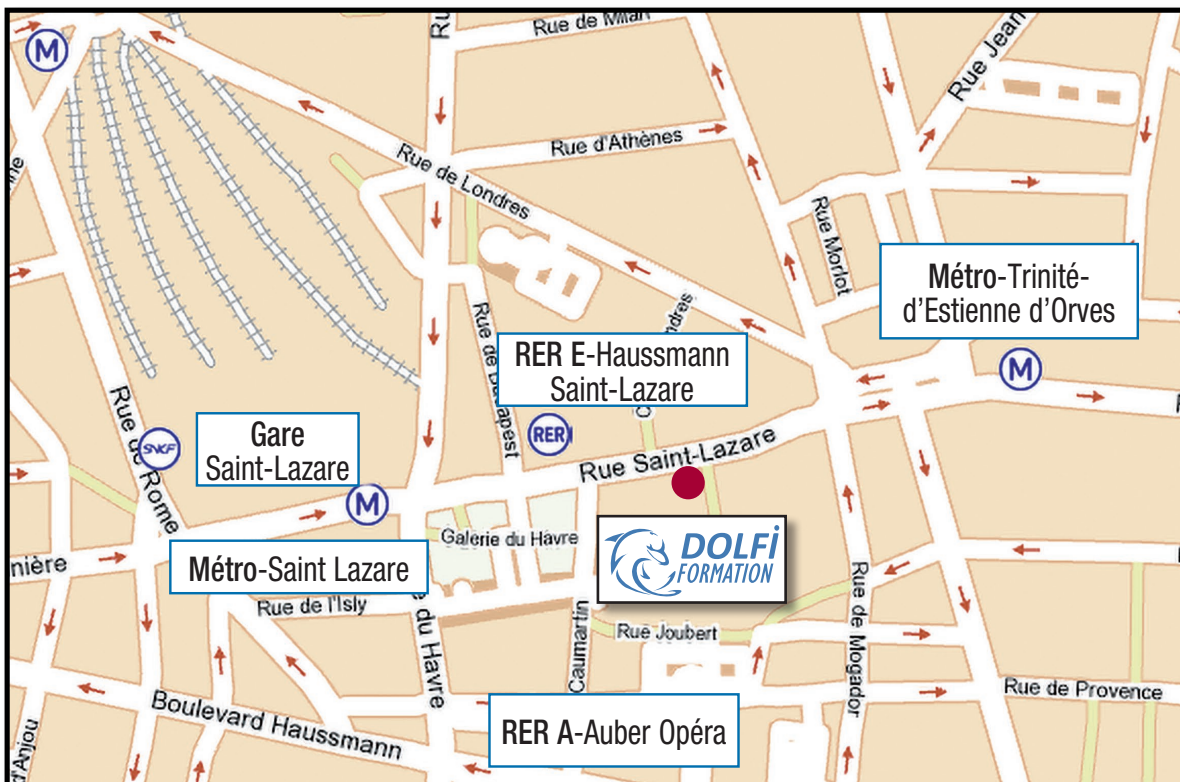 Rue de Milan
Rue Jean
M
Rue d'Athènes
Rue de Londres
Rue Morlot
Métro-Trinité-
d'Estienne d'Orves
M
RER E-Haussmann
Saint-Lazare
Rue de
RER
Rue Saint-Lazare
Rue de Rome
SNCF
Gare
Saint-Lazare
M
Galerie du Havre
DOLFi
FORMATION
Métro-Saint Lazare
Rue de l'Isly
du Havre
Caumartin
Rue Joubert
Rue de Mogador
Rue de Provence
Boulevard Haussmann
RER A-Auber Opéra
d'Anjou